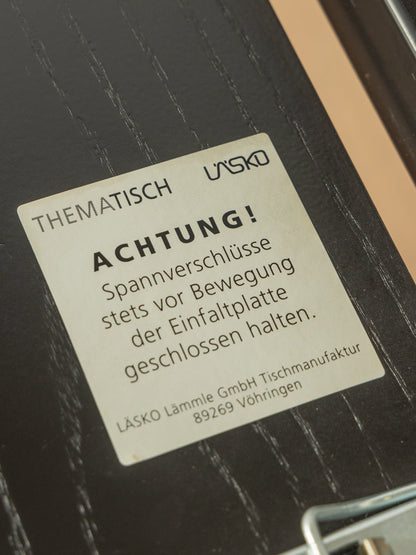 THEMATISCH LÄSKO
ACHTUNG!
Spannverschlüsse
stets vor Bewegung
der Einfaltplatte
geschlossen halten.
LÄSKO Lämmle GmbH Tischmanufaktur
89269 Vöhringen